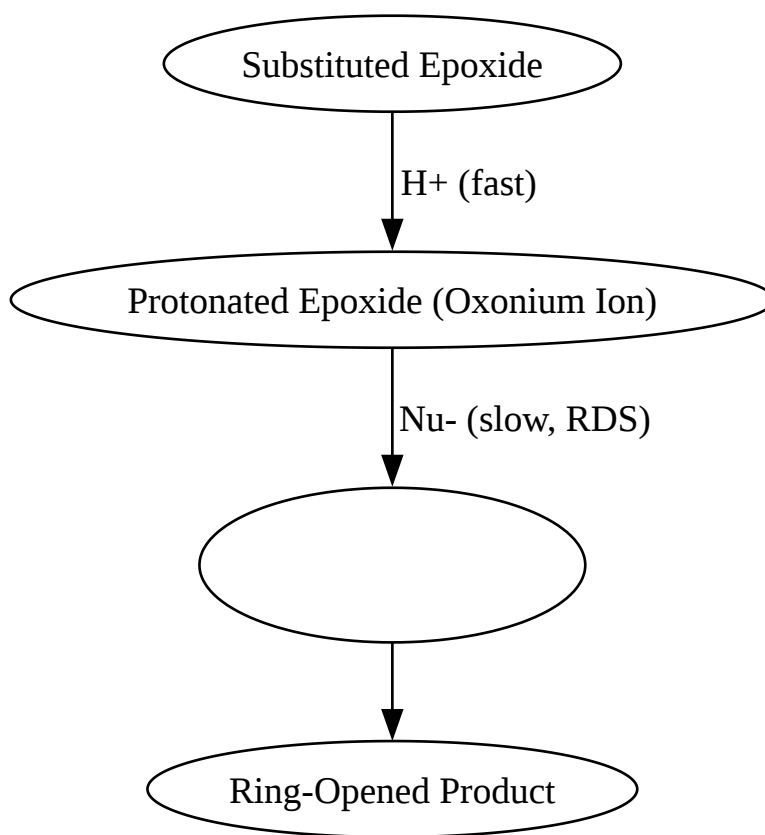 Substituted Epoxide
H+ (fast)
Protonated Epoxide (Oxonium Ion)
Nu- (slow, RDS)
Ring-Opened Product